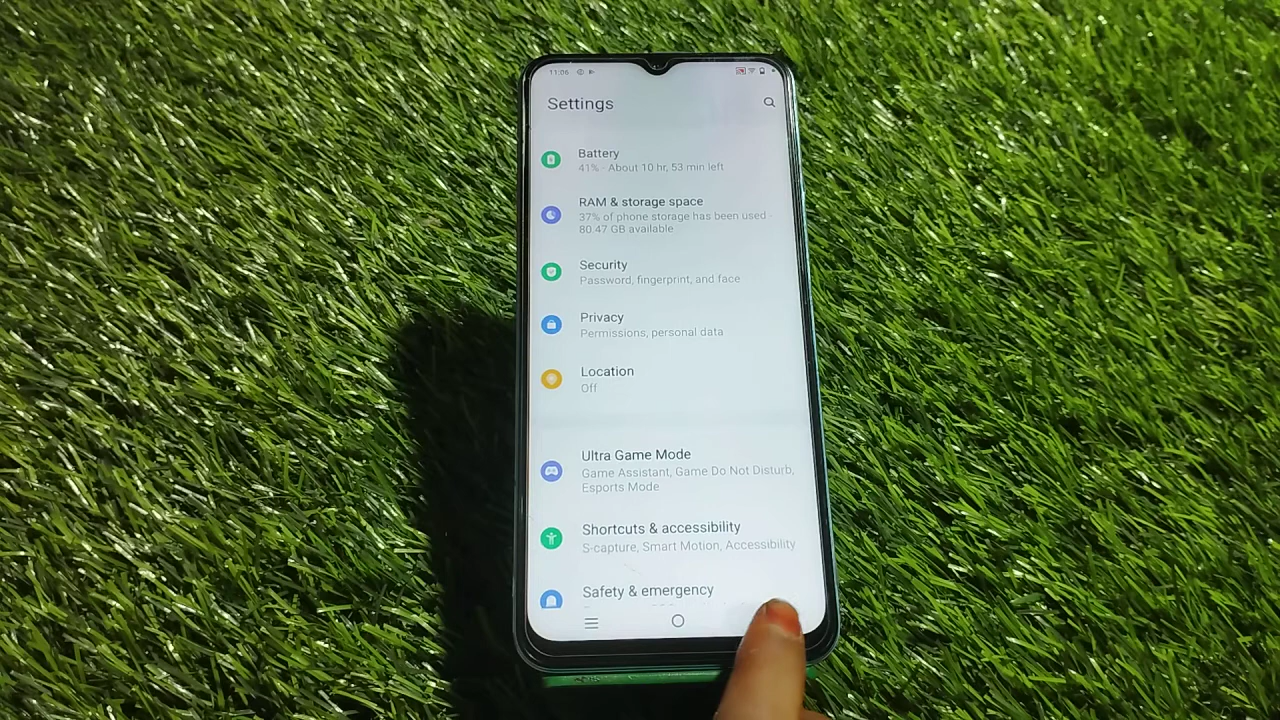 11:06
Settings
Battery
41% - About 10 hr, 53 min left
RAM & storage space
37% of phone storage has been used -
80.47 GB available
Security
Password, fingerprint, and face
Privacy
Permissions, personal data
Location
Off
Ultra Game Mode
Game Assistant, Game Do Not Disturb,
Esports Mode
Shortcuts & accessibility
S-capture, Smart Motion, Accessibility
Safety & emergency